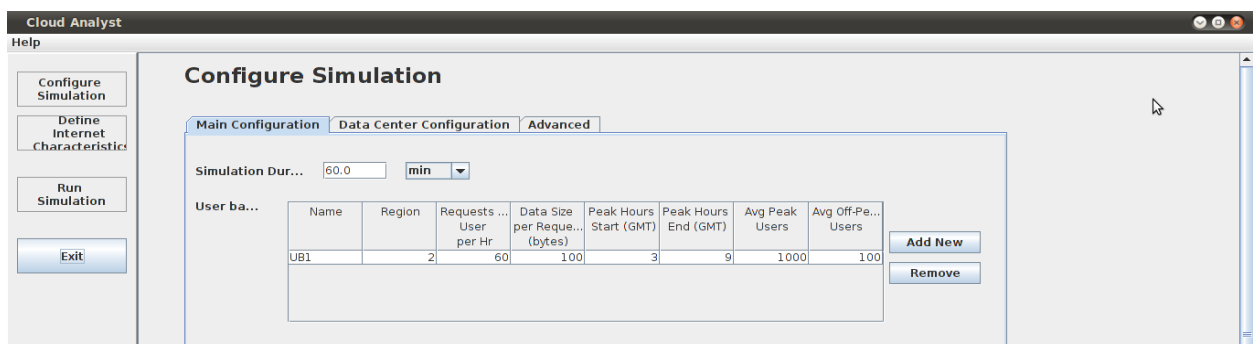 Cloud Analyst
Help
Configure
Simulation
Define
Internet
Characteristics
Run
Simulation
Exit
Configure Simulation
Main Configuration Data Center Configuration Advanced
Simulation Dur... 60.0 min
User ba...
Name Region Requests ... Data Size Peak Hours Peak Hours Avg Peak Avg Off-Pe...
User per Reque... Start (GMT) End (GMT) Users Users
per Hr (bytes)
UB1 2 60 100 3 9 1000 100
Add New
Remove